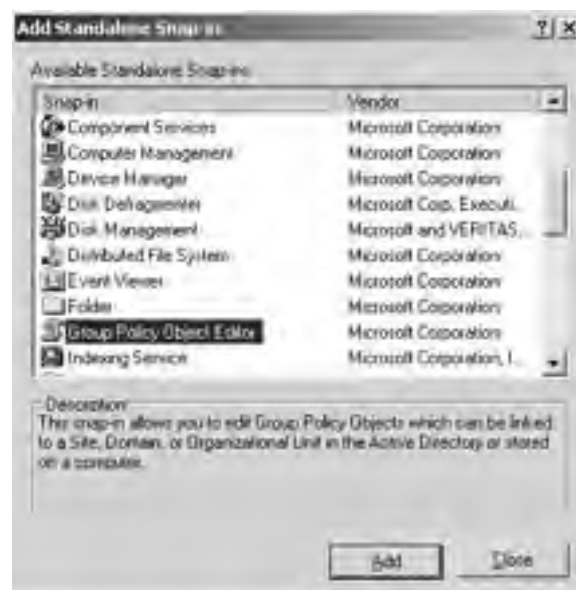 Add Standalone Snap-in
Available Standalone Snap-ins:
Snap-in Vendor
Component Services Microsoft Corporation
Computer Management Microsoft Corporation
Device Manager Microsoft Corporation
Disk Defragmenter Microsoft Corp, Executi...
Disk Management Microsoft and VERITAS...
Distributed File System Microsoft Corporation
Event Viewer Microsoft Corporation
Folder Microsoft Corporation
Group Policy Object Editor Microsoft Corporation
Indexing Service Microsoft Corporation, I...
Description
This snap-in allows you to edit Group Policy Objects which can be linked
to a Site, Domain, or Organizational Unit in the Active Directory or stored
on a computer.
Add Close